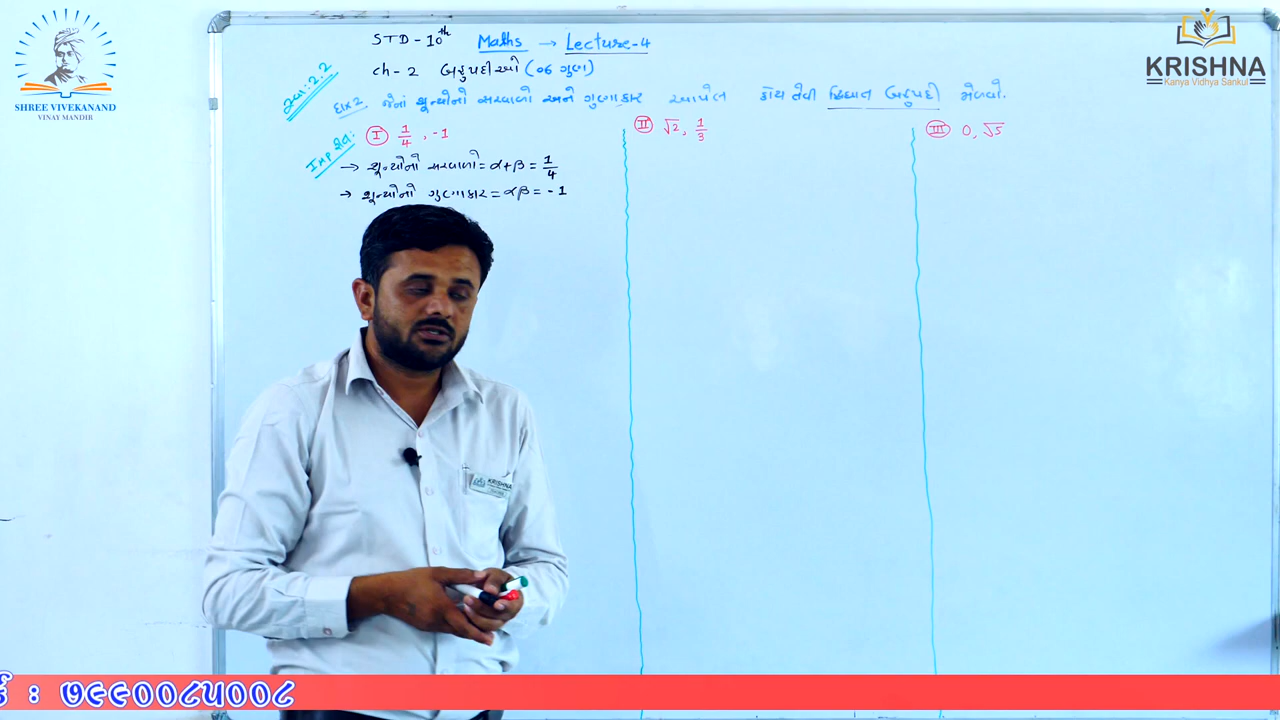 SHREE VIVEKANAND
VINAY MANDIR
KRISHNA
Kanya Vidhya Sankul
STD - 10th Maths → Lecture-4
ch - 2 બહુપદીઓ (06 ગુણ)
સ્વા: 2.2
દાખ 2 જેનાં શૂન્યોનો સરવાળો અને ગુણાકાર આપેલ હોય તેવી દ્વિઘાત બહુપદી મેળવો.
IMP
I 1/4 , -1
II √2, 1/3
III 0, √5
→ શૂન્યોનો સરવાળો = α+β = 1/4
→ શૂન્યોનો ગુણાકાર = αβ = -1
KRISHNA
: ૭૯૯૦૦૮૫૦૦૮